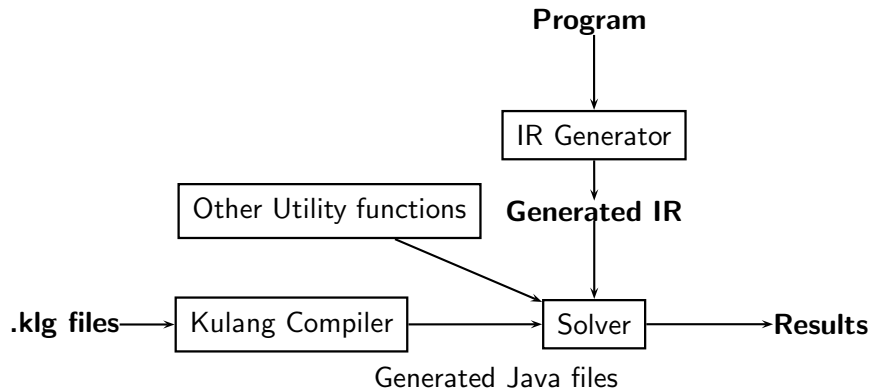 Program
IR Generator
Other Utility functions
Generated IR
.klg files
Kulang Compiler
Solver
Results
Generated Java files